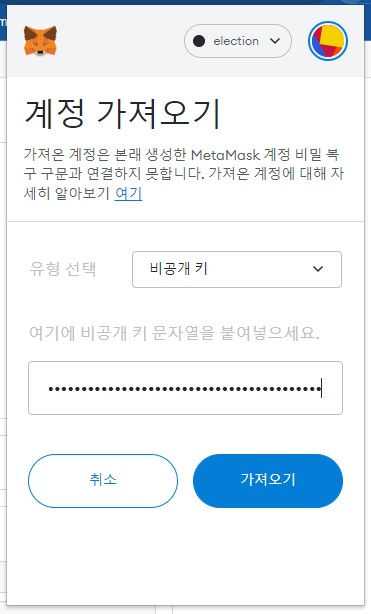 election
계정 가져오기
가져온 계정은 본래 생성한 MetaMask 계정 비밀 복
구 구문과 연결하지 못합니다. 가져온 계정에 대해 자
세히 알아보기 여기
유형 선택
비공개 키
여기에 비공개 키 문자열을 붙여넣으세요.
••••••••••••••••••••••••••••••••••••••••
취소
가져오기